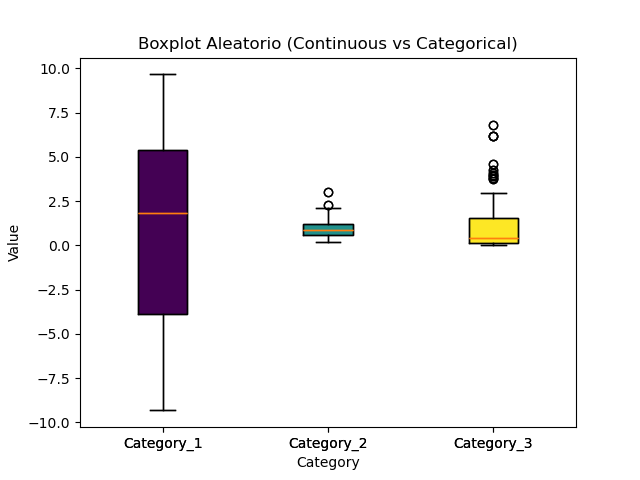 Boxplot Aleatorio (Continuous vs Categorical)
10.0
7.5
5.0
2.5
0.0
−2.5
−5.0
−7.5
−10.0
Value
Category_1 Category_2 Category_3
Category